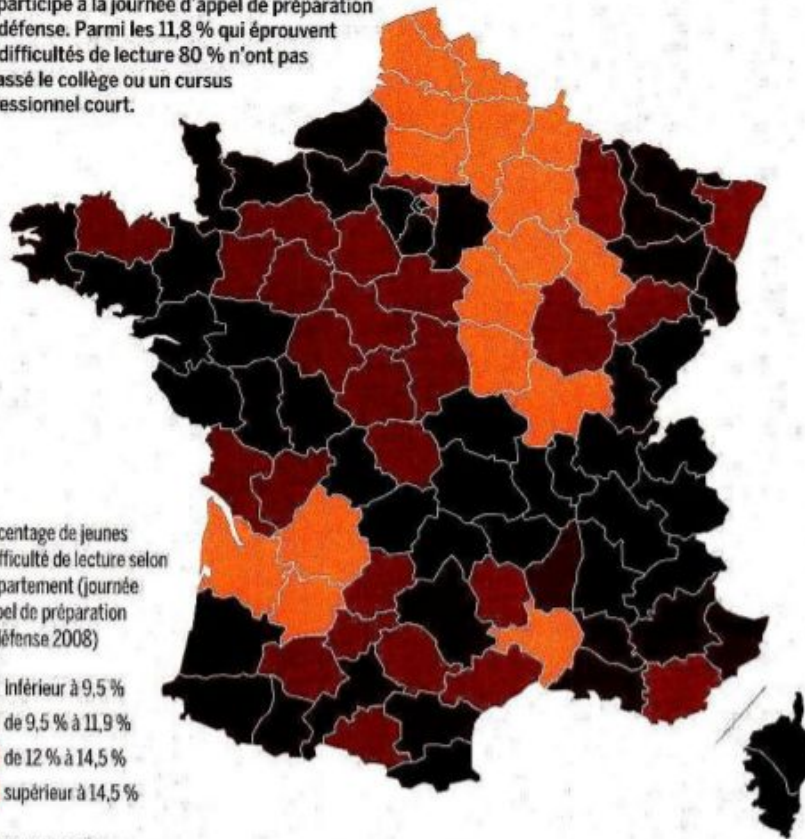 participé à la journée d'appel de préparation
défense. Parmi les 11,8 % qui éprouvent
difficultés de lecture 80 % n'ont pas
assé le collège ou un cursus
essionnel court.
centage de jeunes
fficulté de lecture selon
partement (journée
pel de préparation
défense 2008)
inférieur à 9,5 %
de 9,5 % à 11,9 %
de 12 % à 14,5 %
supérieur à 14,5 %